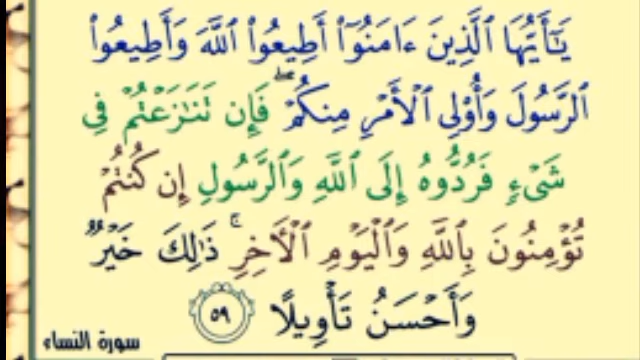 يَٰٓأَيُّهَا ٱلَّذِينَ ءَامَنُوٓا۟ أَطِيعُوا۟ ٱللَّهَ وَأَطِيعُوا۟
ٱلرَّسُولَ وَأُو۟لِى ٱلْأَمْرِ مِنكُمْ ۖ فَإِن تَنَٰزَعْتُمْ فِى
شَىْءٍ فَرُدُّوهُ إِلَى ٱللَّهِ وَٱلرَّسُولِ إِن كُنتُمْ
تُؤْمِنُونَ بِٱللَّهِ وَٱلْيَوْمِ ٱلْءَاخِرِ ۚ ذَٰلِكَ خَيْرٌ
وَأَحْسَنُ تَأْوِيلًا ٥٩
سورة النساء